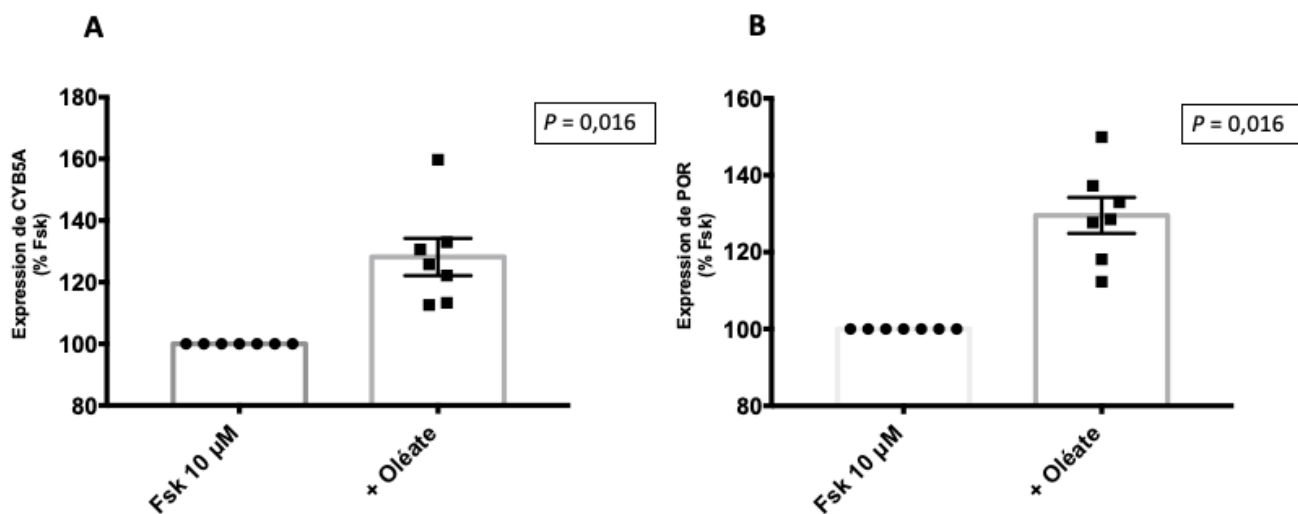 A
Expression de CYB5A
(% Fsk)
180
160
140
120
100
80
P = 0,016
Fsk 10 µM
+ Oléate
B
Expression de POR
(% Fsk)
160
140
120
100
80
P = 0,016
Fsk 10 µM
+ Oléate